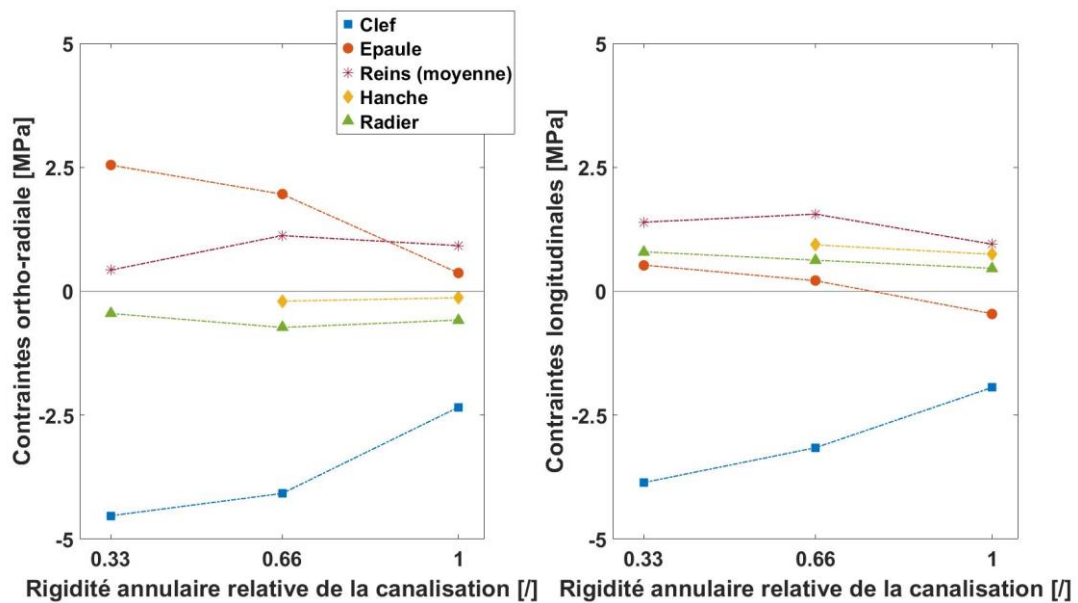 Clef
Epaule
Reins (moyenne)
Hanche
Radier
Contraintes ortho-radiale [MPa]
5
2.5
0
-2.5
-5
0.33
0.66
1
Rigidité annulaire relative de la canalisation [/]
Contraintes longitudinales [MPa]
5
2.5
0
-2.5
-5
0.33
0.66
1
Rigidité annulaire relative de la canalisation [/]